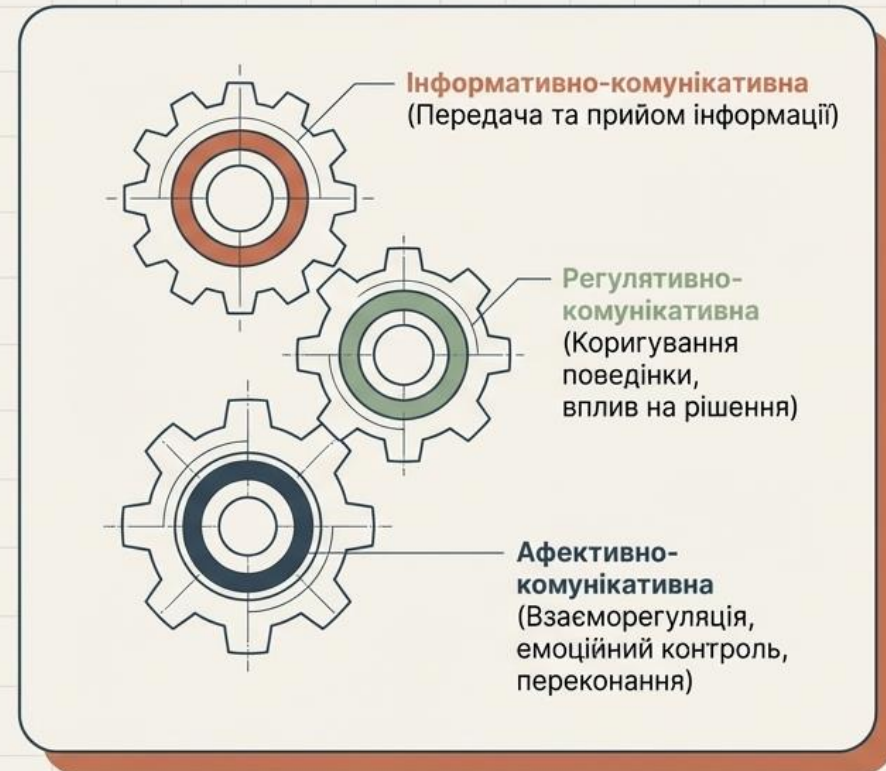 Інформативно-комунікативна
(Передача та прийом інформації)
Регулятивно-
комунікативна
(Коригування
поведінки,
вплив на рішення)
Афективно-
комунікативна
(Взаєморегуляція,
емоційний контроль,
переконання)